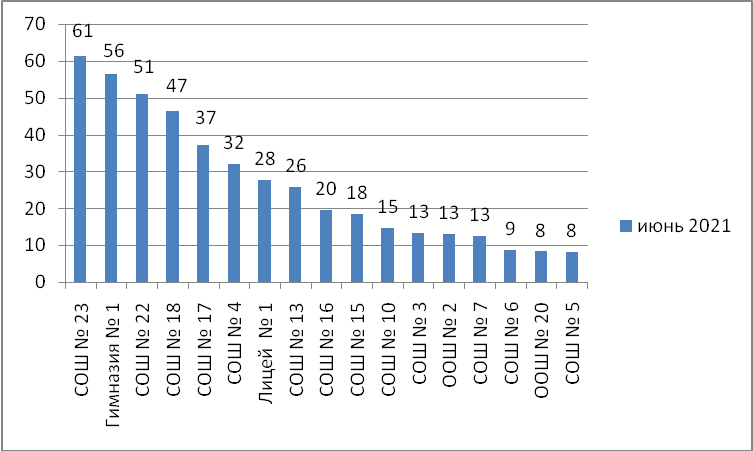 70
60
50
40
30
20
10
0
61
56
51
47
37
32
28
26
20
18
15
13
13
13
9
8
8
СОШ № 23
Гимназия № 1
СОШ № 22
СОШ № 18
СОШ № 17
СОШ № 4
Лицей № 1
СОШ № 13
СОШ № 16
СОШ № 15
СОШ № 10
СОШ № 3
ООШ № 2
СОШ № 7
СОШ № 6
ООШ № 20
СОШ № 5
июнь 2021